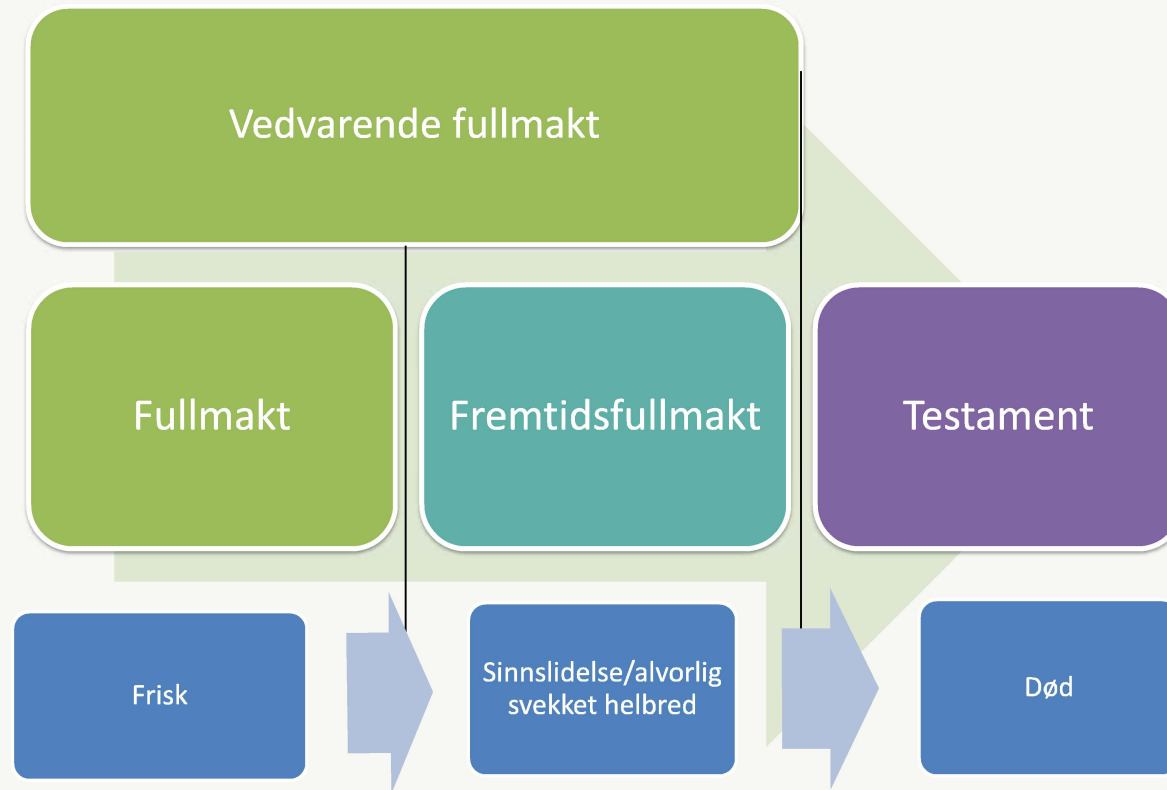 Vedvarende fullmakt
Fullmakt
Fremtidsfullmakt
Testament
Frisk
Sinnslidelse/alvorlig
svekket helbred
Død